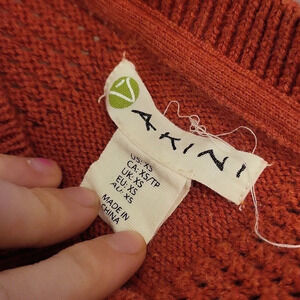 AKINI
US: XS
CA: XS/TP
UK: XS
EU: XS
AU: XS
MADE IN
CHINA